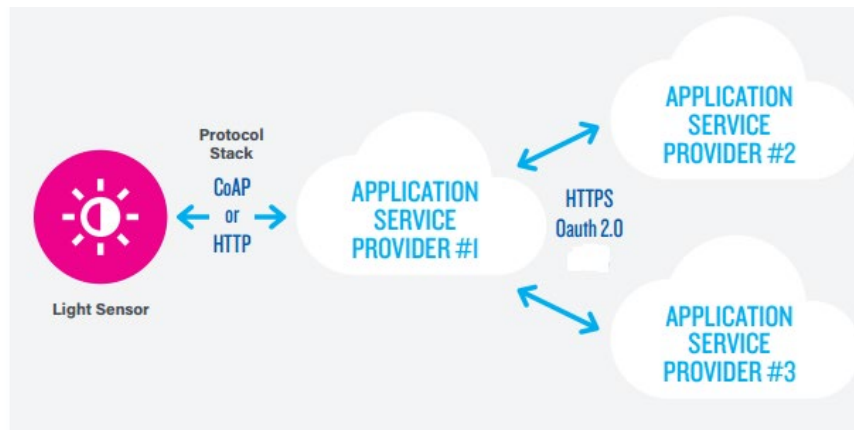 Protocol
Stack
CoAP
or
HTTP
Light Sensor
APPLICATION
SERVICE
PROVIDER #1
HTTPS
Oauth 2.0
APPLICATION
SERVICE
PROVIDER #2
APPLICATION
SERVICE
PROVIDER #3